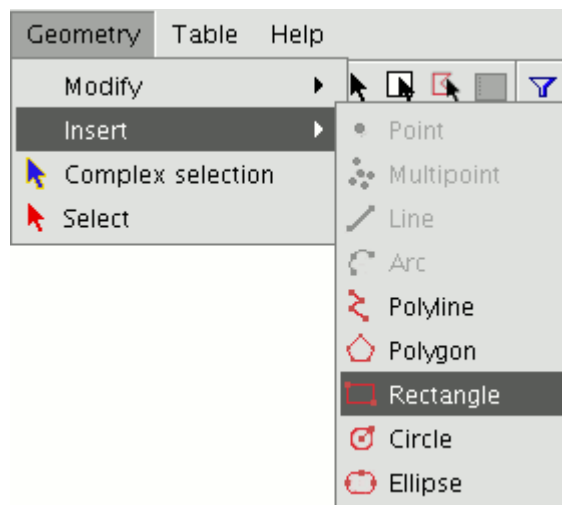 Geometry Table Help
Modify
Insert
Complex selection
Select
Point
Multipoint
Line
Arc
Polyline
Polygon
Rectangle
Circle
Ellipse